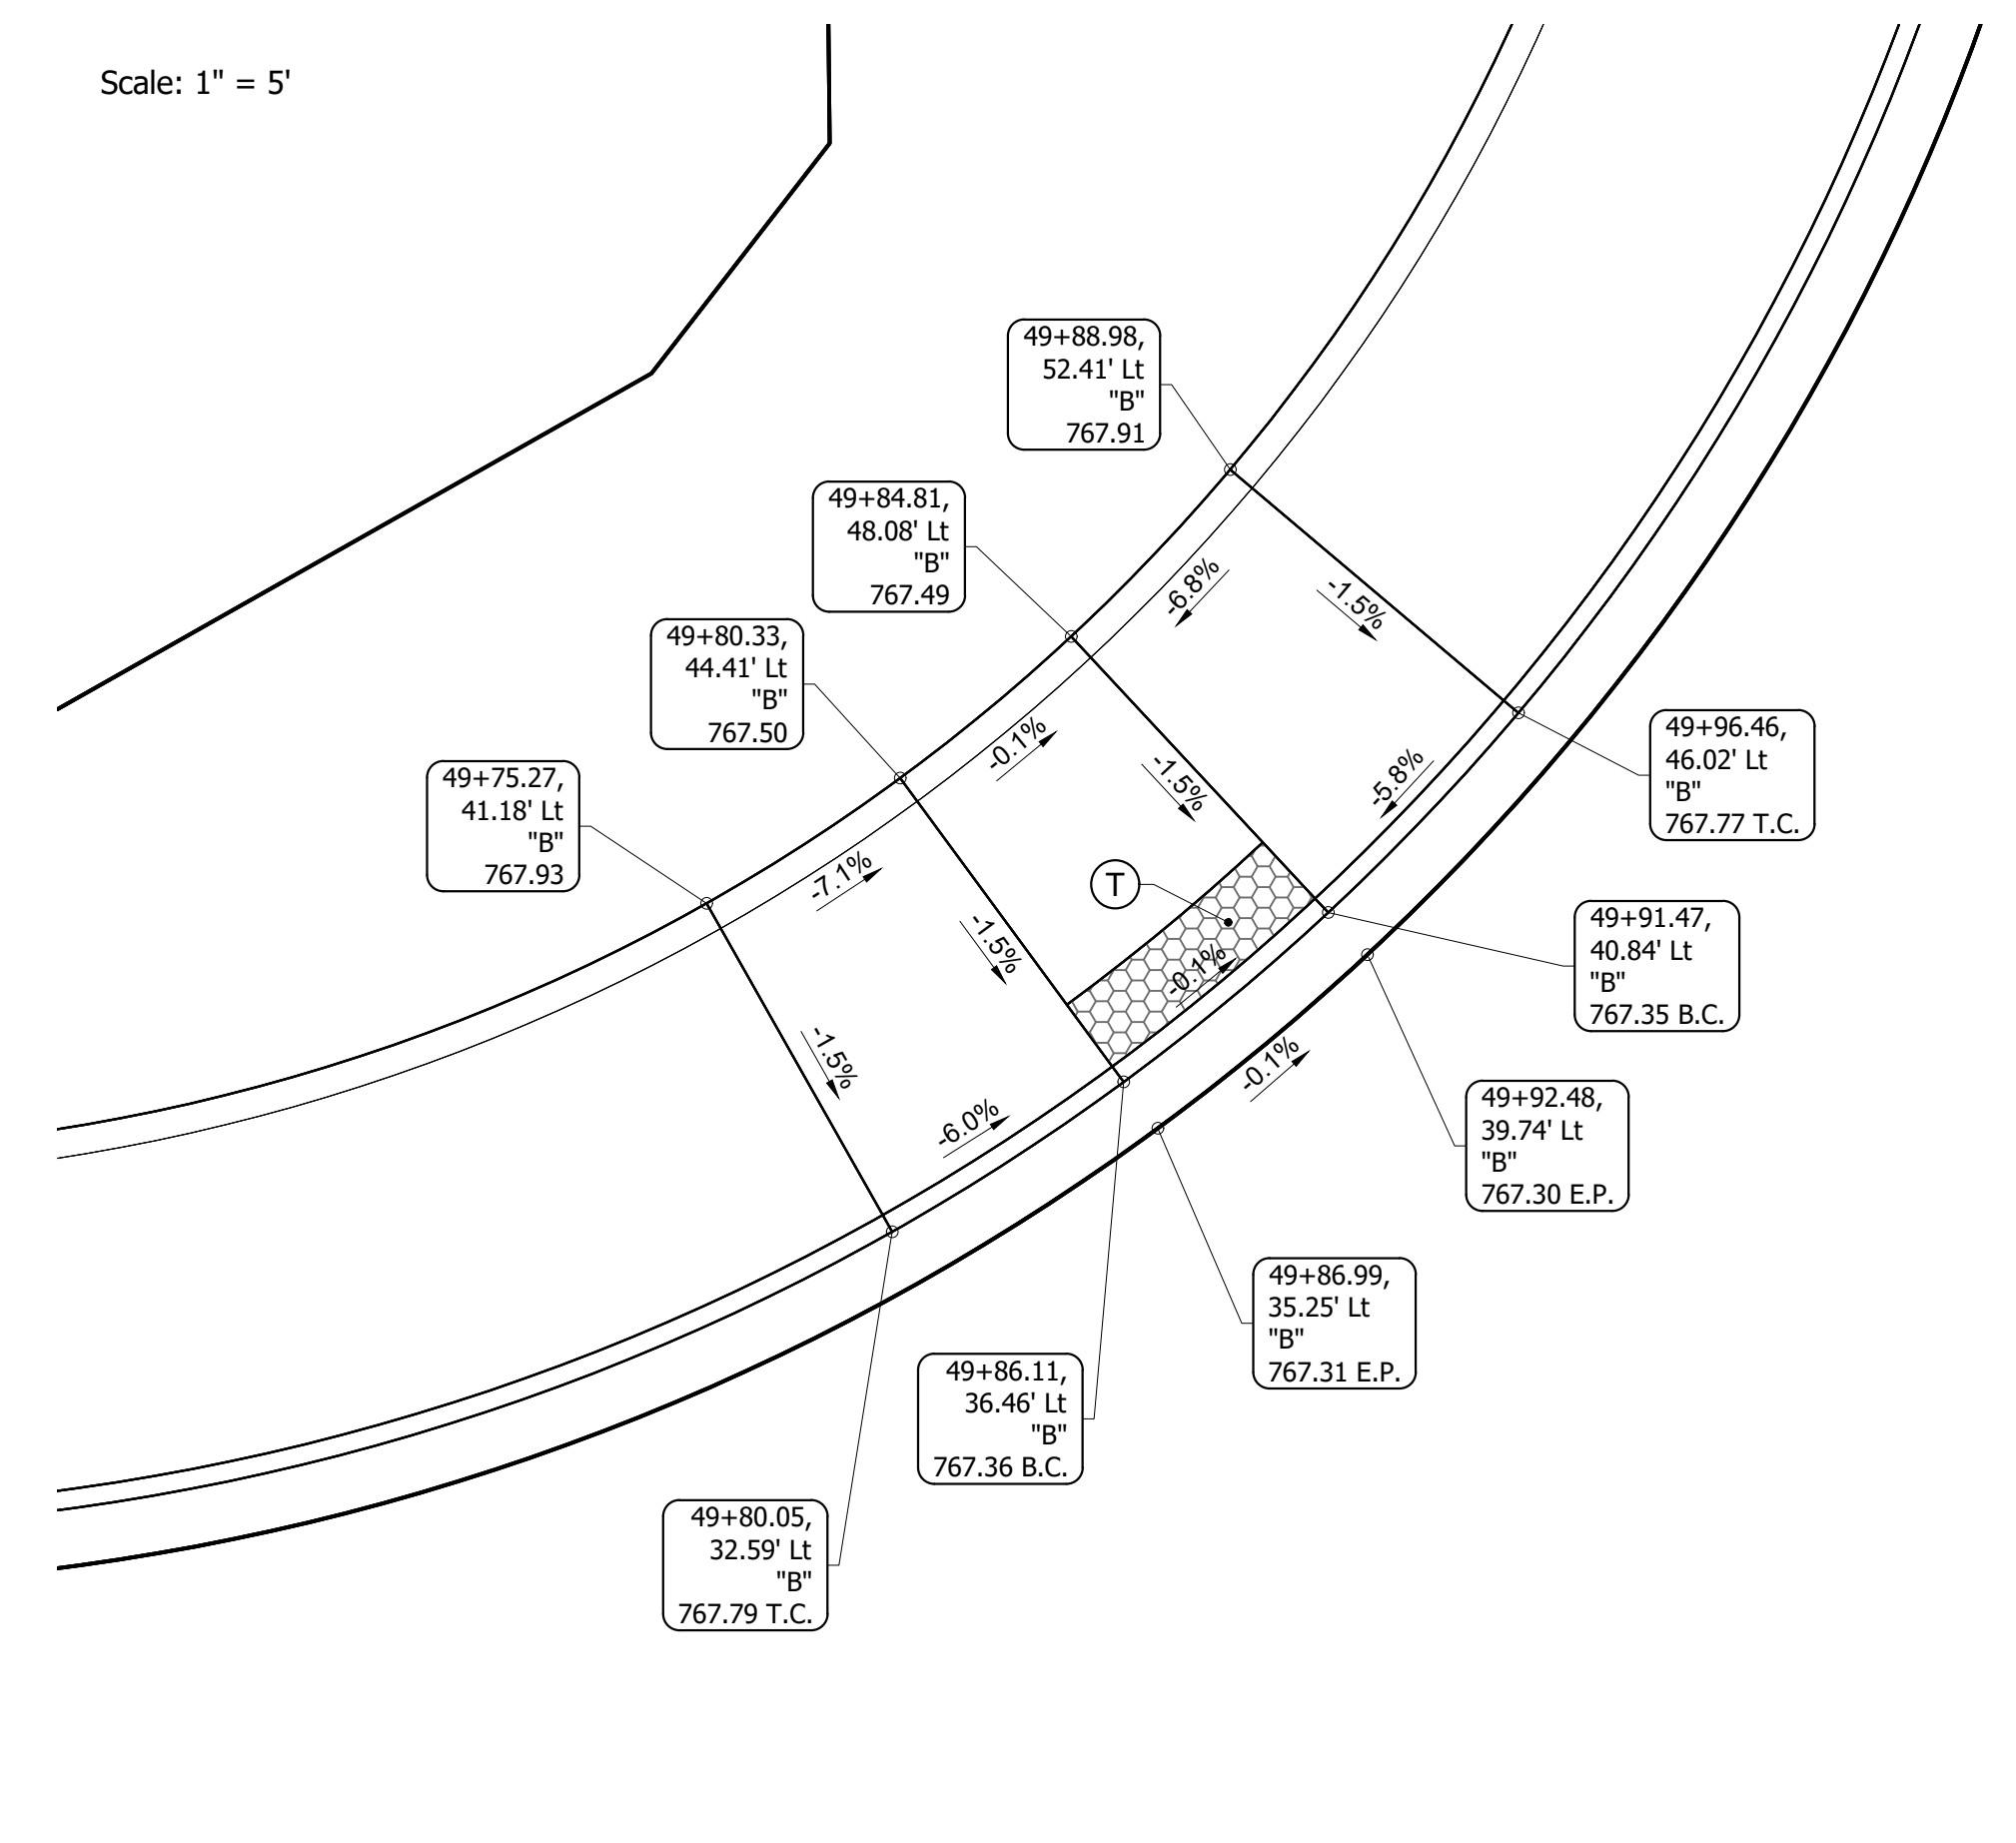 Scale: 1" = 5'
49+88.98,
52.41' Lt
"B"
767.91
49+84.81,
48.08' Lt
"B"
767.49
49+80.33,
44.41' Lt
"B"
767.50
49+75.27,
41.18' Lt
"B"
767.93
-6.8%
-1.5%
-0.1%
-1.5%
-5.8%
-7.1%
-1.5%
T
-0.1%
-1.5%
-6.0%
-0.1%
49+96.46,
46.02' Lt
"B"
767.77 T.C.
49+91.47,
40.84' Lt
"B"
767.35 B.C.
49+92.48,
39.74' Lt
"B"
767.30 E.P.
49+86.99,
35.25' Lt
"B"
767.31 E.P.
49+86.11,
36.46' Lt
"B"
767.36 B.C.
49+80.05,
32.59' Lt
"B"
767.79 T.C.